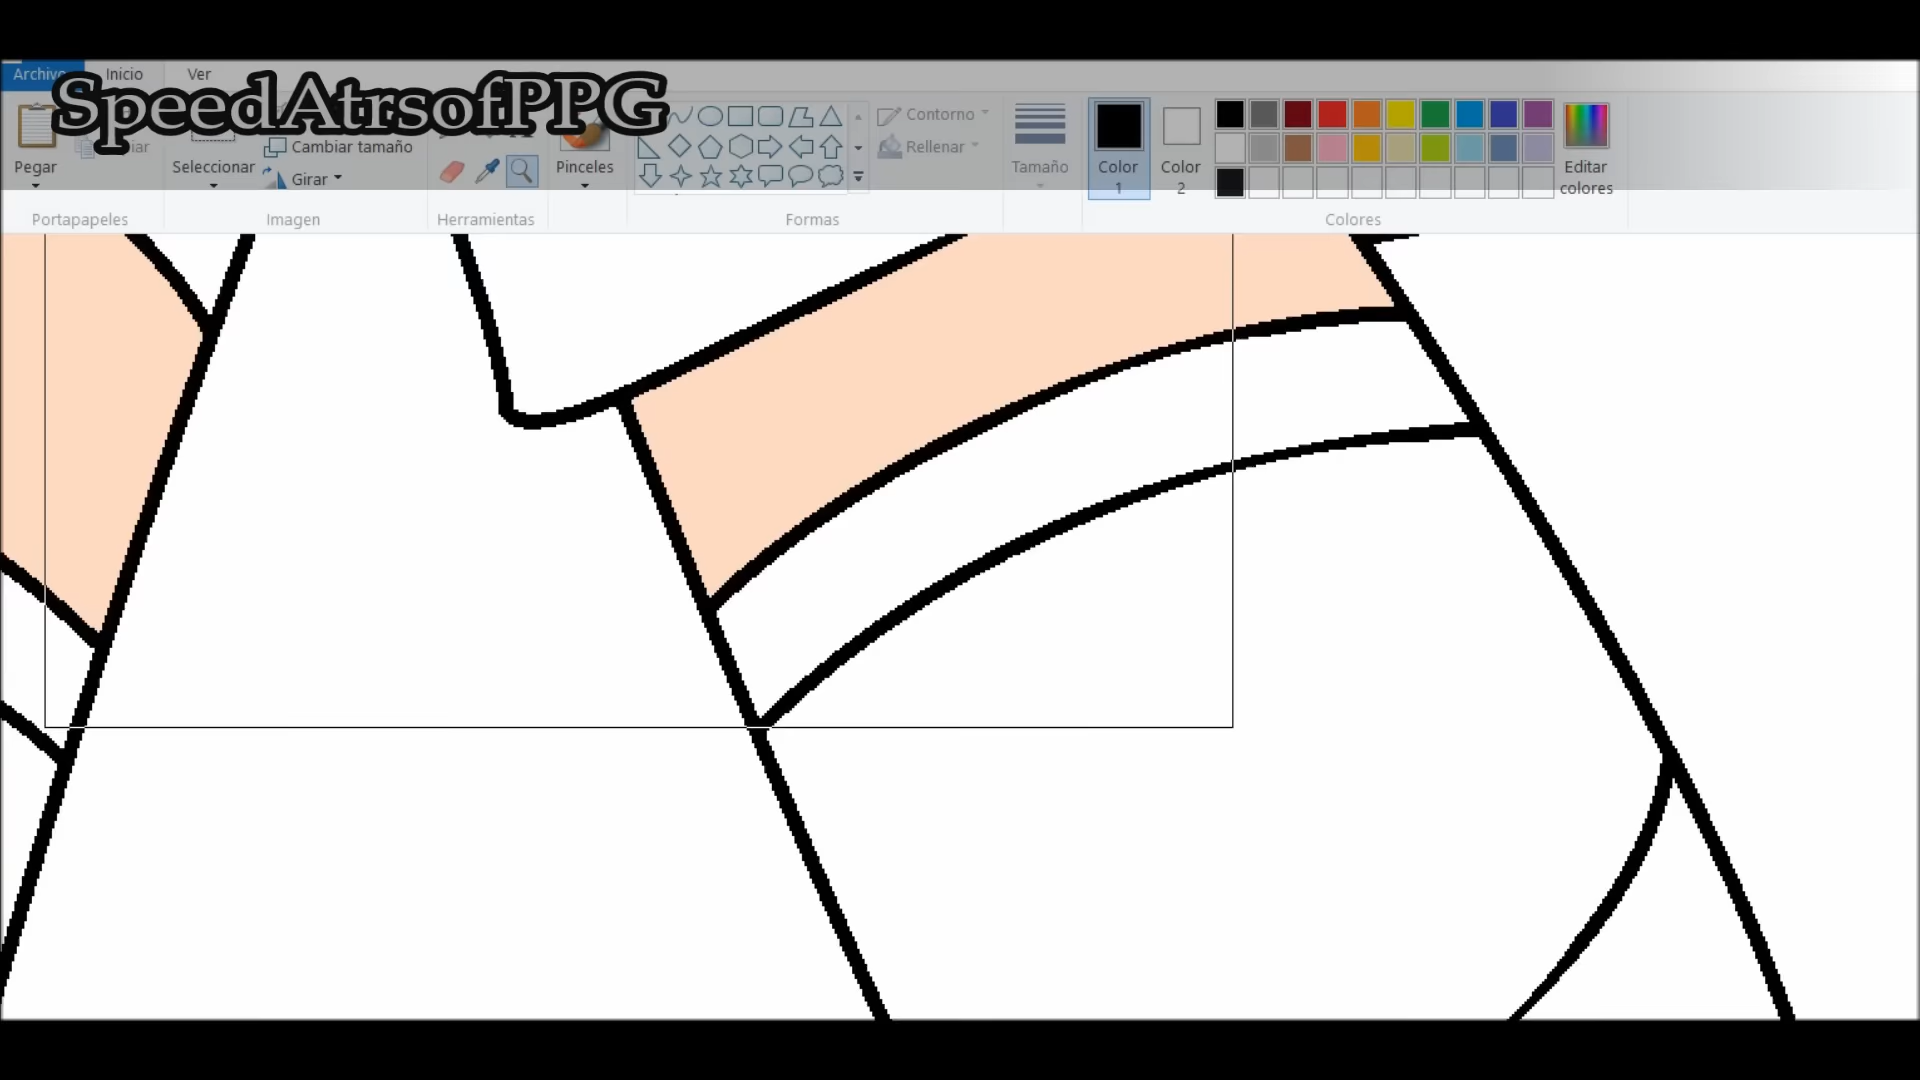 SpeedAtrsofPPG
Archivo Inicio Ver
Pegar
Seleccionar
Cambiar tamaño
Girar
Pinceles
Contorno
Rellenar
Tamaño
Color 1
Color 2
Editar colores
Portapapeles Imagen Herramientas Formas Colores